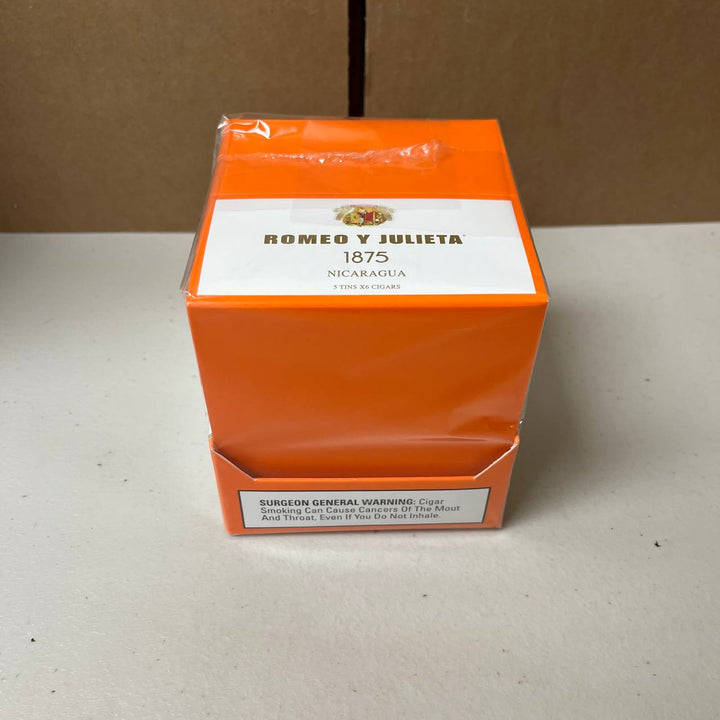 ROMEO Y JULIETA
1875
NICARAGUA
5 TINS X6 CIGARS
SURGEON GENERAL WARNING: Cigar
Smoking Can Cause Cancers Of The Mout
And Throat, Even If You Do Not Inhale.